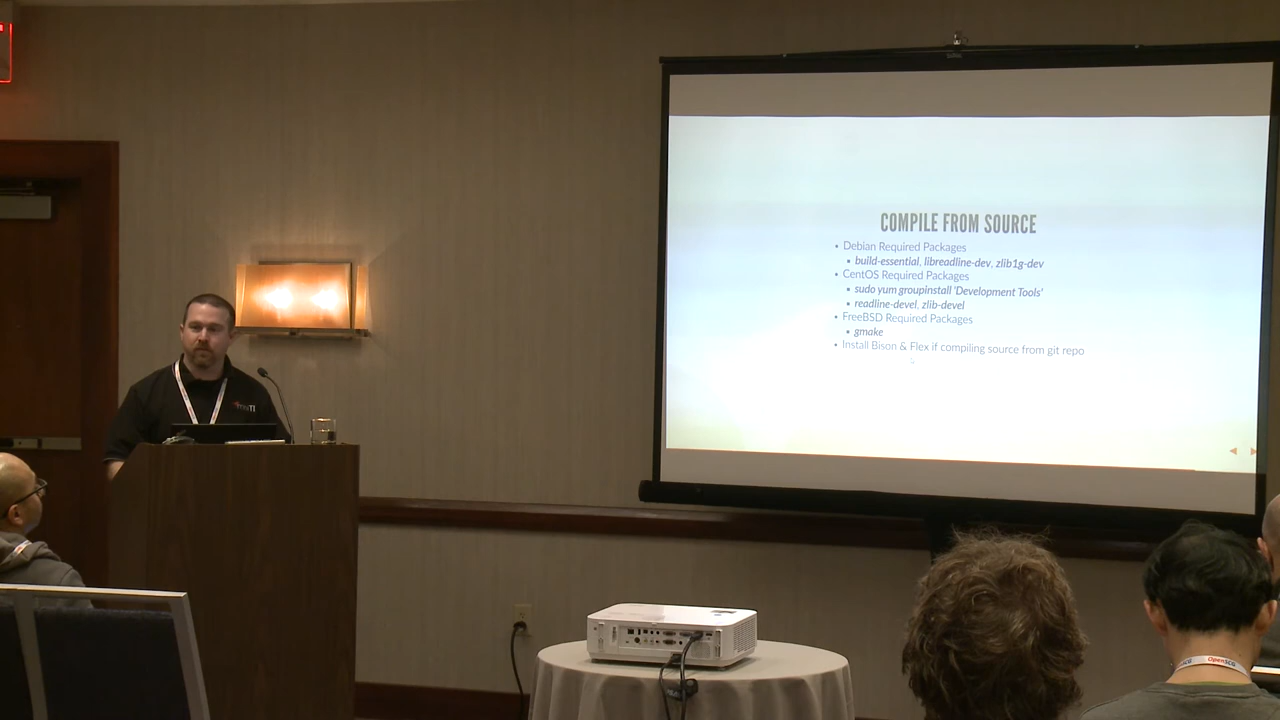 COMPILE FROM SOURCE
• Debian Required Packages
▪ build-essential, libreadline-dev, zlib1g-dev
• CentOS Required Packages
▪ sudo yum groupinstall 'Development Tools'
▪ readline-devel, zlib-devel
• FreeBSD Required Packages
▪ gmake
• Install Bison & Flex if compiling source from git repo
OpenSCG